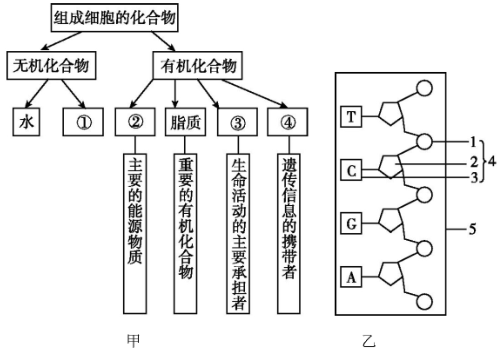 组成细胞的化合物
无机化合物
有机化合物
水
①
②
脂质
③
④
主要的能源物质
重要的有机化合物
生命活动的主要承担者
遗传信息的携带者
甲
T
C
G
A
1
2
3
4
5
乙